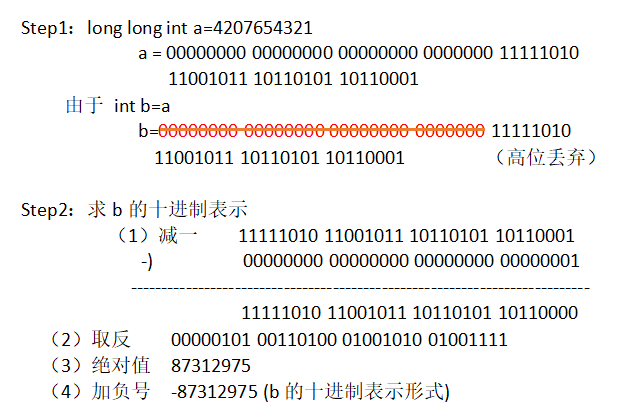 Step1：long long int a=4207654321
a = 00000000 00000000 00000000 0000000 11111010
11001011 10110101 10110001
由于 int b=a
b=00000000 00000000 00000000 0000000 11111010
11001011 10110101 10110001 （高位丢弃）
Step2：求 b 的十进制表示
（1）减一 11111010 11001011 10110101 10110001
-) 00000000 00000000 00000000 00000001
-----------------------------------------------------------------------------
11111010 11001011 10110101 10110000
（2）取反 00000101 00110100 01001010 01001111
（3）绝对值 87312975
（4）加负号 -87312975 (b 的十进制表示形式)